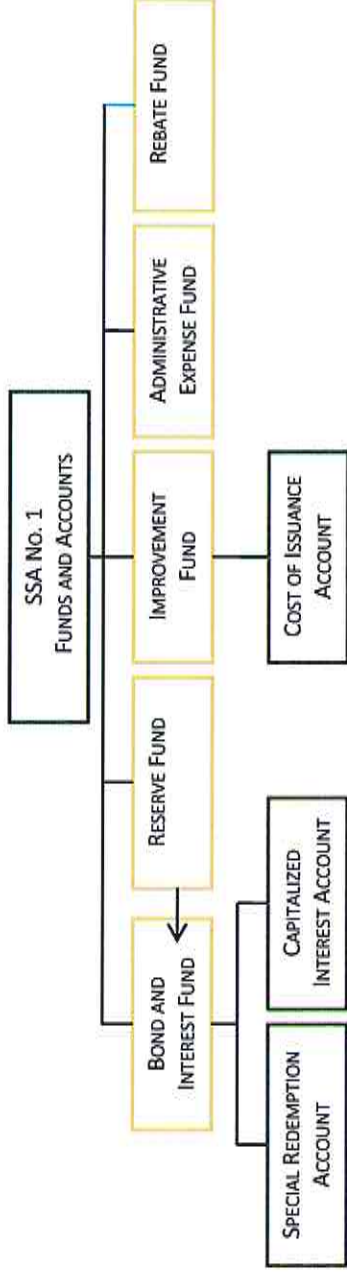 SSA No. 1
FUNDS AND ACCOUNTS
BOND AND
INTEREST FUND
RESERVE FUND
IMPROVEMENT
FUND
ADMINISTRATIVE
EXPENSE FUND
REBATE FUND
SPECIAL REDEMPTION
ACCOUNT
CAPITALIZED
INTEREST ACCOUNT
COST OF ISSUANCE
ACCOUNT